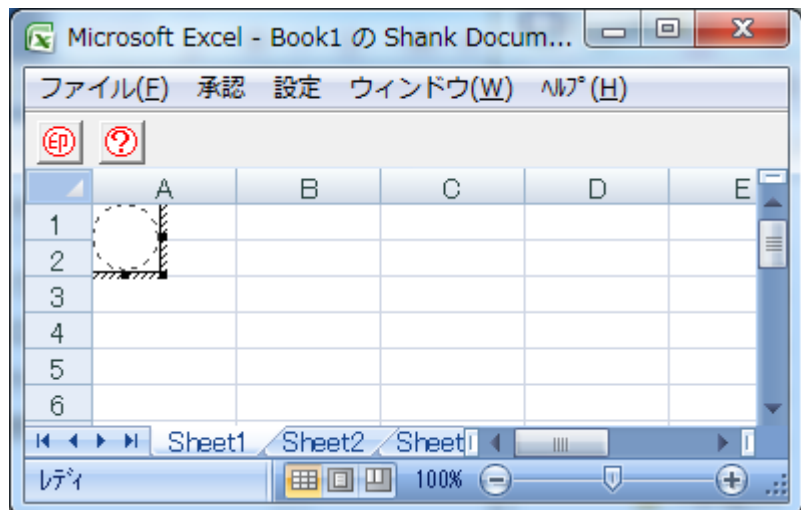 Microsoft Excel - Book1 の Shank Docum...
ファイル(F) 承認 設定 ウィンドウ(W) ﾍﾙﾌﾟ(H)
印 ?
A B C D E
1
2
3
4
5
6
Sheet1 Sheet2 Sheet
ﾚﾃﾞｨ 100%